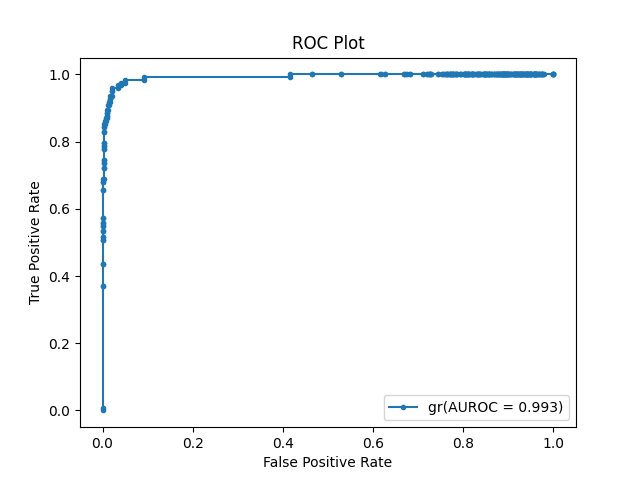 ROC Plot
1.0
0.8
0.6
0.4
0.2
0.0
True Positive Rate
gr(AUROC = 0.993)
0.0 0.2 0.4 0.6 0.8 1.0
False Positive Rate